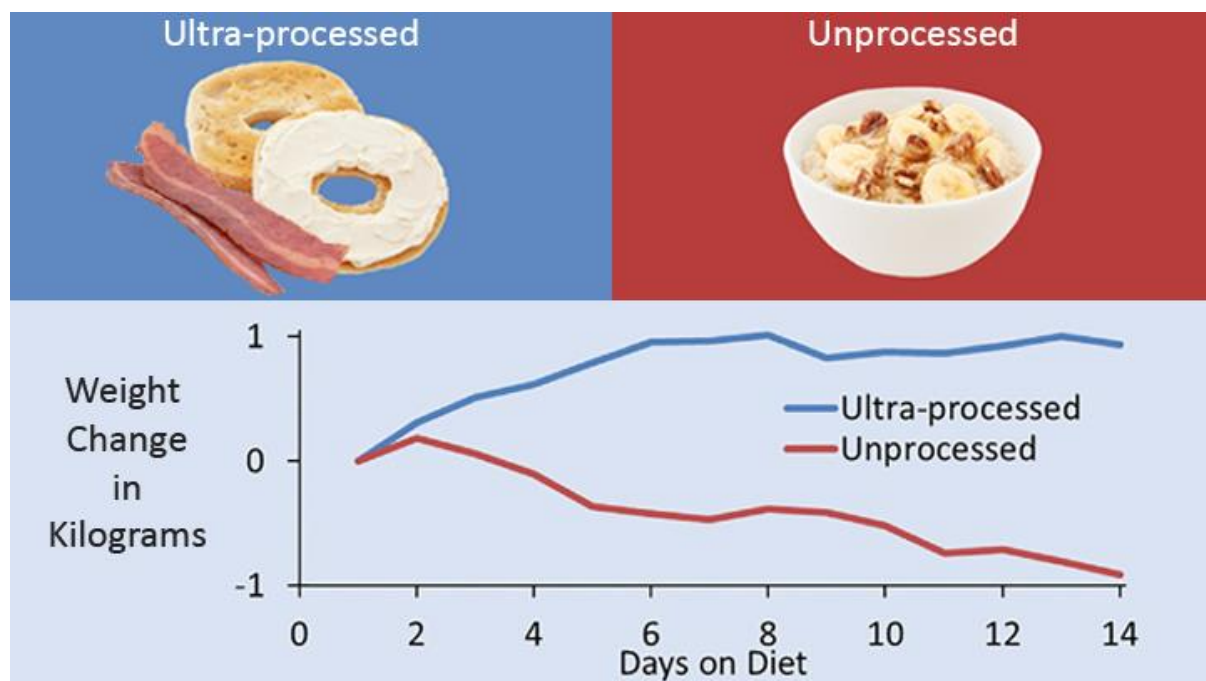 Ultra-processed
Unprocessed
Weight
Change
in
Kilograms
1
0
-1
Ultra-processed
Unprocessed
0 2 4 6 8 10 12 14
Days on Diet